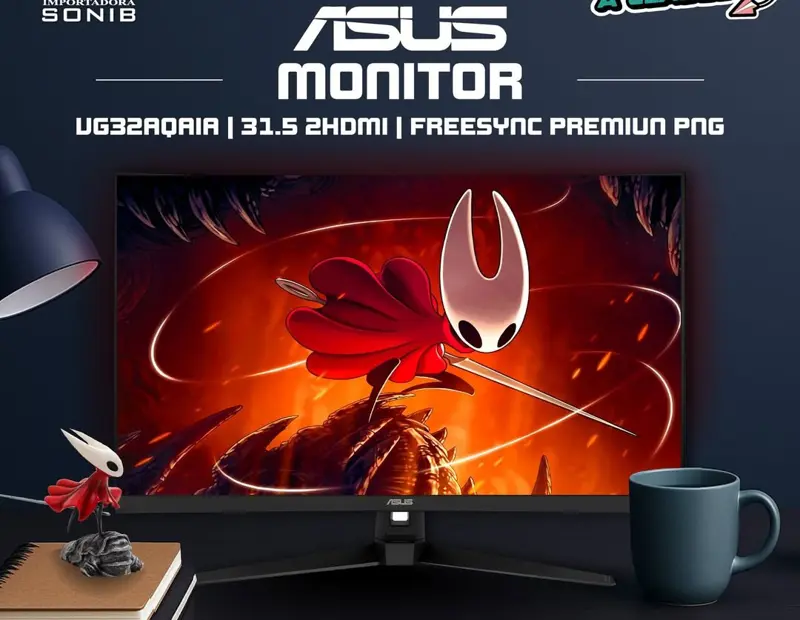 IMPORTADORA
SONIB
ASUS
MONITOR
VG32AQA1A | 31.5 2HDMI | FREESYNC PREMIUN PNG
ASUS